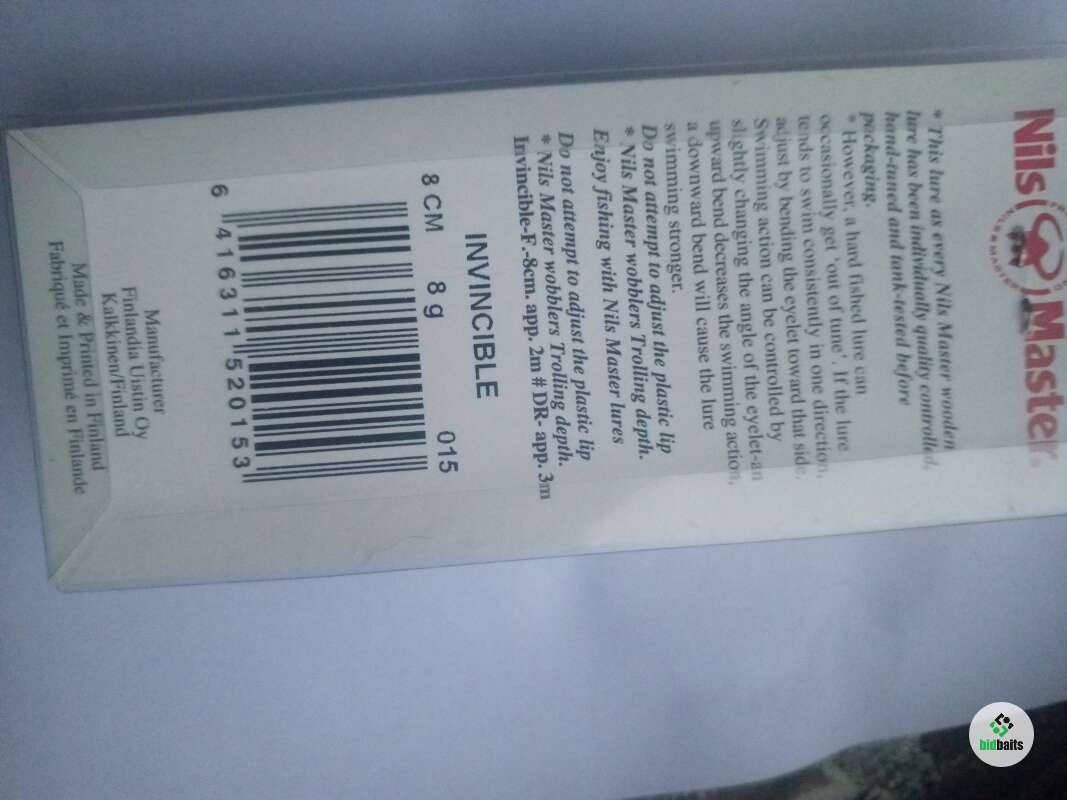 Nils Master®
* This lure as every Nils Master wooden
lure has been individually quality controlled,
hand-tuned and tank-tested before
packaging.
* However, a hard fished lure can
occasionally get 'out of tune'. If the lure
tends to swim consistently in one direction,
adjust by bending the eyelet toward that side.
Swimming action can be controlled by
slightly changing the angle of the eyelet-an
upward bend decreases the swimming action,
a downward bend will cause the lure
swimming stronger.
Do not attempt to adjust the plastic lip
* Nils Master wobblers Trolling depth.
Enjoy fishing with Nils Master lures
Do not attempt to adjust the plastic lip
* Nils Master wobblers Trolling depth.
Invincible-F.-8cm. app. 2m # DR- app. 3m
INVINCIBLE
8 CM 8 g 015
6 416311 520153
Manufacturer
Finlandia Uistin Oy
Kalkkinen/Finland
Made & Printed in Finland
Fabriqué et Imprimé en Finlande
bidbaits